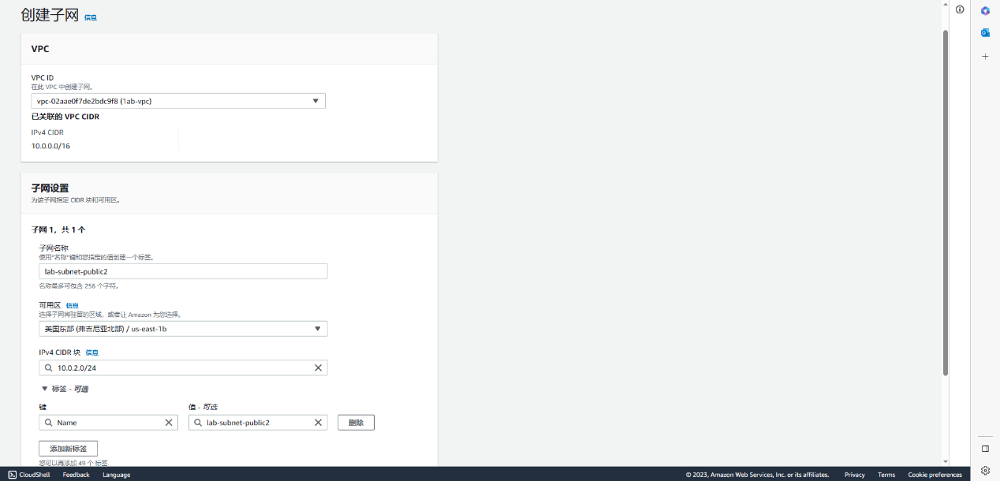 创建子网 信息
VPC
VPC ID
在此 VPC 中创建子网。
vpc-02aae0f7de2bdc9f8 (1ab-vpc)
已关联的 VPC CIDR
IPv4 CIDR
10.0.0.0/16
子网设置
为该子网指定 CIDR 块和可用区。
子网 1，共 1 个
子网名称
使用“名称”键和您指定的值创建一个标签。
lab-subnet-public2
名称最多可包含 256 个字符。
可用区 信息
选择子网将驻留的区域，或者让 Amazon 为您选择。
美国东部 (弗吉尼亚北部) / us-east-1b
IPv4 CIDR 块 信息
10.0.2.0/24
标签 - 可选
键 值 - 可选
Name lab-subnet-public2 删除
添加新标签
您可以再添加 49 个 标签
CloudShell Feedback Language © 2023, Amazon Web Services, Inc. or its affiliates. Privacy Terms Cookie preferences